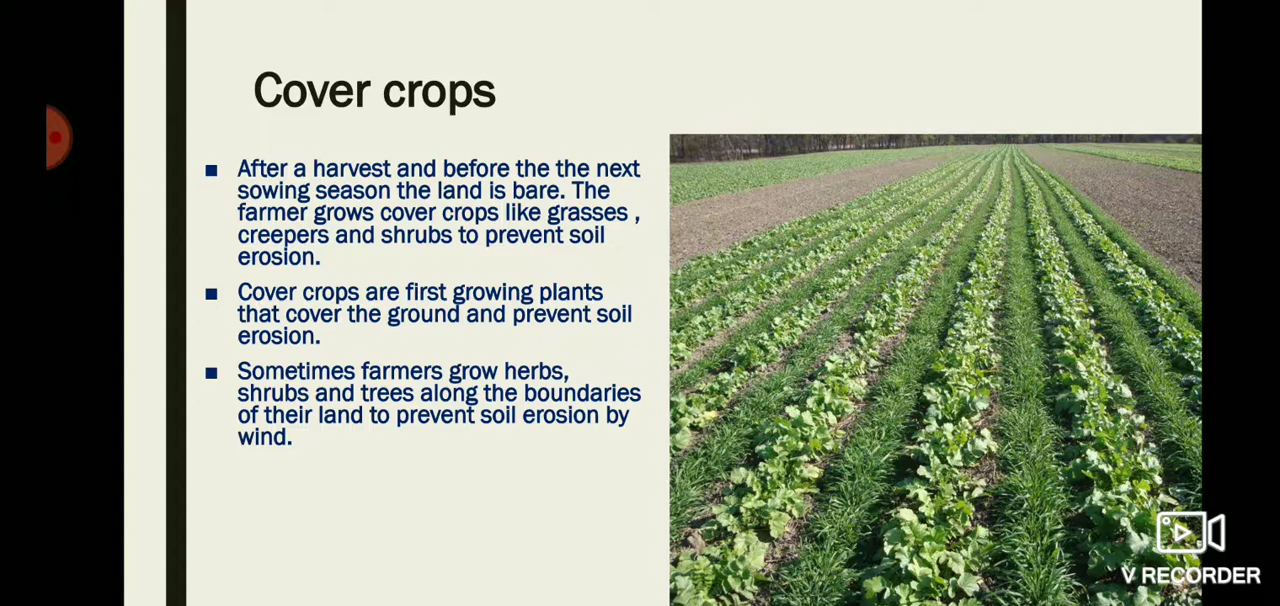 Cover crops
After a harvest and before the the next
sowing season the land is bare. The
farmer grows cover crops like grasses ,
creepers and shrubs to prevent soil
erosion.
Cover crops are first growing plants
that cover the ground and prevent soil
erosion.
Sometimes farmers grow herbs,
shrubs and trees along the boundaries
of their land to prevent soil erosion by
wind.
V RECORDER